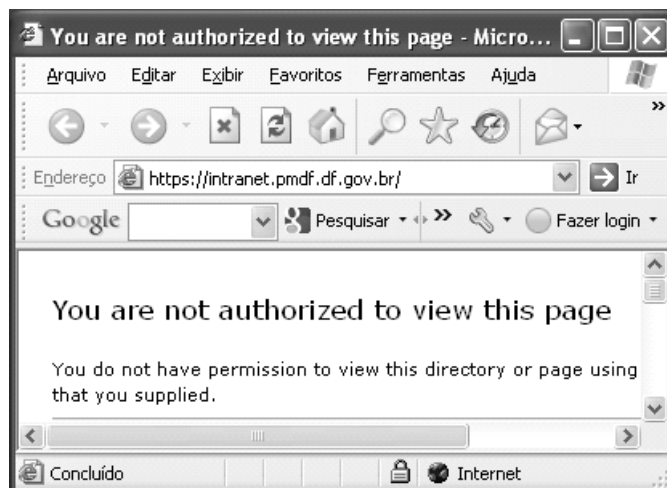 You are not authorized to view this page - Micro...
Arquivo Editar Exibir Favoritos Ferramentas Ajuda
»
Endereço https://intranet.pmdf.df.gov.br/ Ir
Google Pesquisar » Fazer login
You are not authorized to view this page
You do not have permission to view this directory or page using
that you supplied.
Concluído Internet